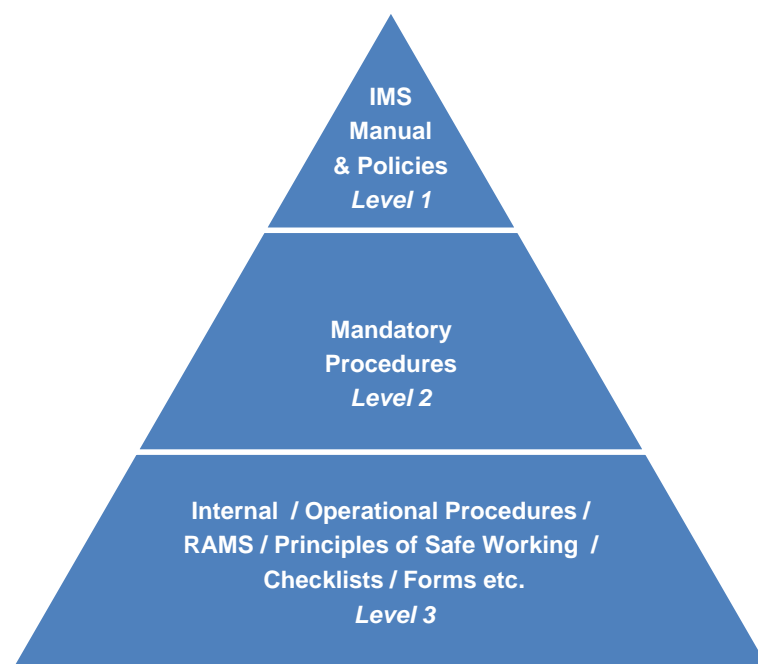 IMS
Manual
& Policies
Level 1
Mandatory
Procedures
Level 2
Internal / Operational Procedures /
RAMS / Principles of Safe Working /
Checklists / Forms etc.
Level 3